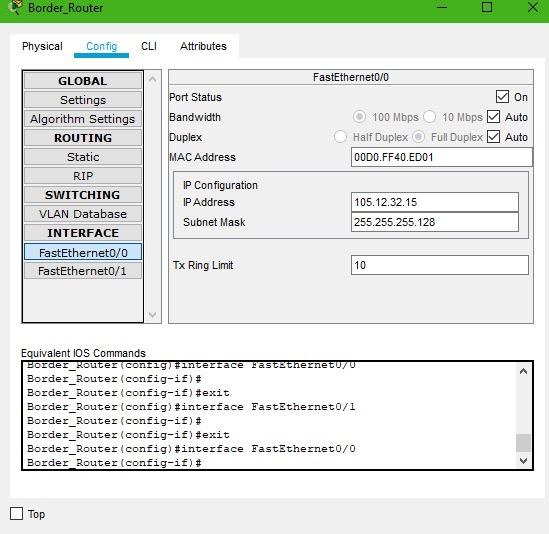 Border_Router
Physical Config CLI Attributes
GLOBAL
Settings
Algorithm Settings
ROUTING
Static
RIP
SWITCHING
VLAN Database
INTERFACE
FastEthernet0/0
FastEthernet0/1
FastEthernet0/0
Port Status On
Bandwidth 100 Mbps 10 Mbps Auto
Duplex Half Duplex Full Duplex Auto
MAC Address 00D0.FF40.ED01
IP Configuration
IP Address 105.12.32.15
Subnet Mask 255.255.255.128
Tx Ring Limit 10
Equivalent IOS Commands
Border_Router(config)#interface FastEthernet0/0
Border_Router(config-if)#
Border_Router(config-if)#exit
Border_Router(config)#interface FastEthernet0/1
Border_Router(config-if)#
Border_Router(config-if)#exit
Border_Router(config)#interface FastEthernet0/0
Border_Router(config-if)#
Top